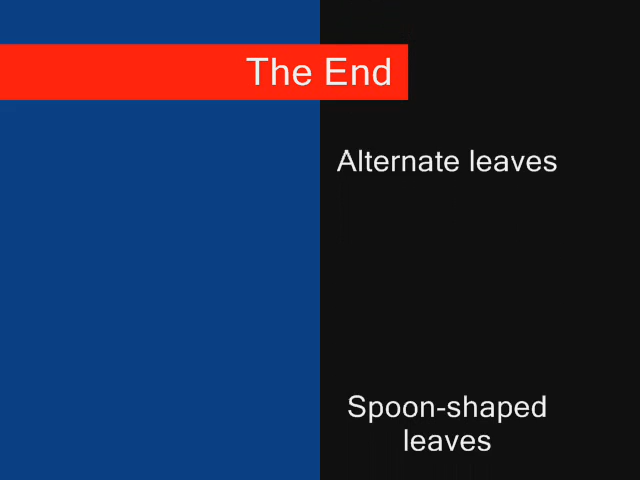 The End
Alternate leaves
Spoon-shaped
leaves